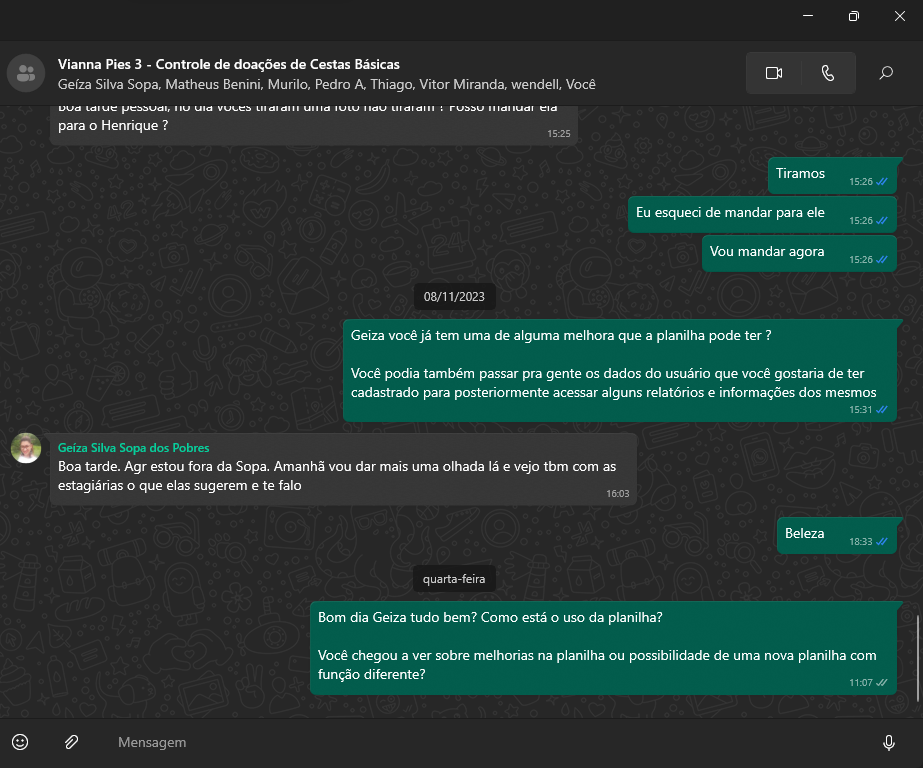 Vianna Pies 3 - Controle de doações de Cestas Básicas
Geíza Silva Sopa, Matheus Benini, Murilo, Pedro A, Thiago, Vitor Miranda, wendell, Você
Boa tarde pessoal, no dia voces tiraram uma foto não tiraram ? Posso mandar ela
para o Henrique ?
15:25
Tiramos
15:26
Eu esqueci de mandar para ele
15:26
Vou mandar agora
15:26
08/11/2023
Geiza você já tem uma de alguma melhora que a planilha pode ter ?
Você podia também passar pra gente os dados do usuário que você gostaria de ter
cadastrado para posteriormente acessar alguns relatórios e informações dos mesmos
15:31
Geíza Silva Sopa dos Pobres
Boa tarde. Agr estou fora da Sopa. Amanhã vou dar mais uma olhada lá e vejo tbm com as
estagiárias o que elas sugerem e te falo
16:03
Beleza
18:33
quarta-feira
Bom dia Geiza tudo bem? Como está o uso da planilha?
Você chegou a ver sobre melhorias na planilha ou possibilidade de uma nova planilha com
função diferente?
11:07
Mensagem